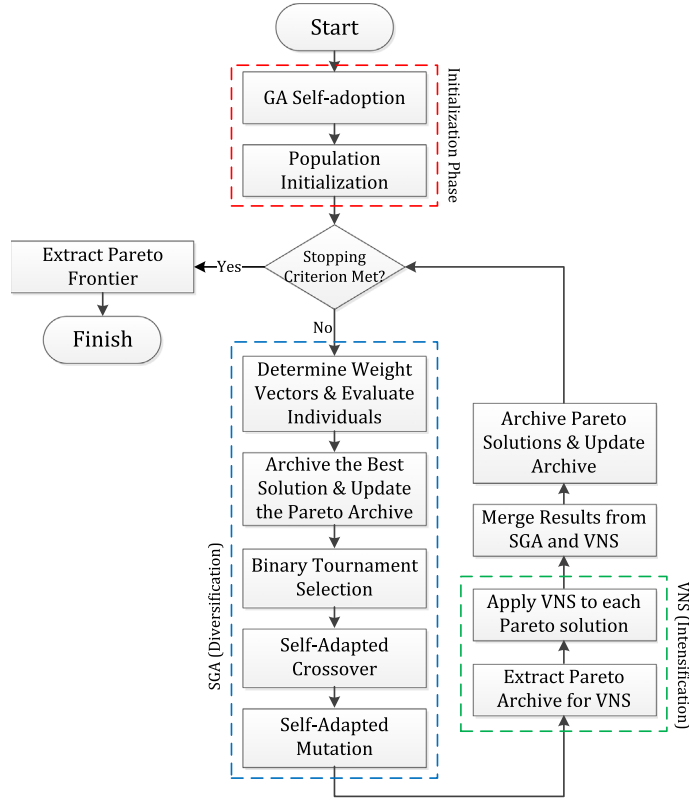 Start
GA Self-adoption
Population
Initialization
Initialization Phase
Stopping
Criterion Met?
Yes
Extract Pareto
Frontier
Finish
No
Determine Weight
Vectors & Evaluate
Individuals
Archive the Best
Solution & Update
the Pareto Archive
Binary Tournament
Selection
Self-Adapted
Crossover
Self-Adapted
Mutation
SGA (Diversification)
Archive Pareto
Solutions & Update
Archive
Merge Results from
SGA and VNS
Apply VNS to each
Pareto solution
Extract Pareto
Archive for VNS
VNS (Intensification)